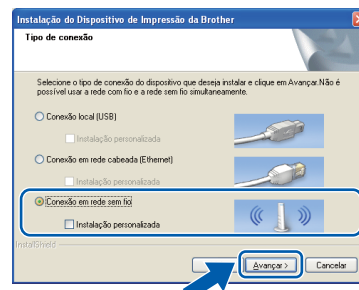 Instalação do Dispositivo de Impressão da Brother
Tipo de conexão
Selecione o tipo de conexão do dispositivo que deseja instalar e clique em Avançar.Não é
possível usar a rede com fio e a rede sem fio simultaneamente.
Conexão local (USB)
Instalação personalizada
Conexão em rede cabeada (Ethernet)
Instalação personalizada
Conexão em rede sem fio
Instalação personalizada
InstallShield
Avançar > Cancelar